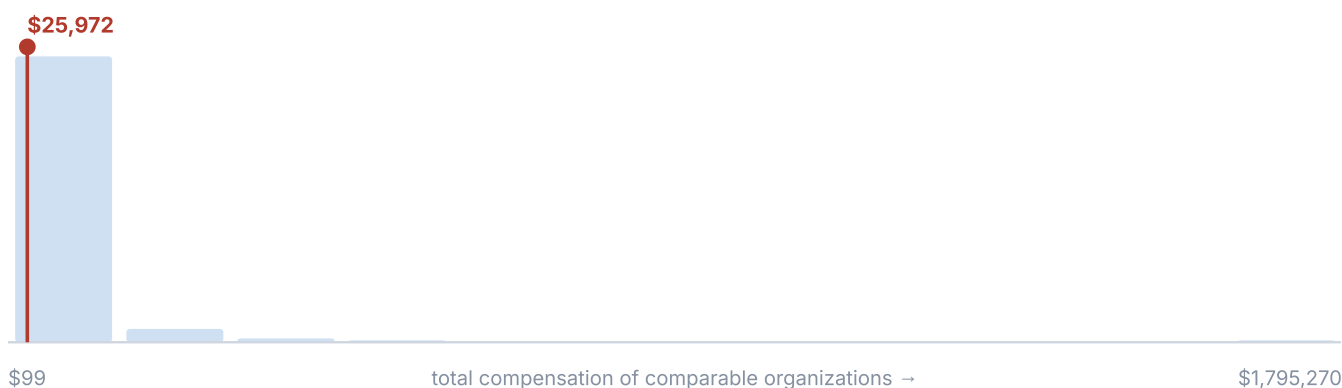 $25,972
$99
total compensation of comparable organizations →
$1,795,270